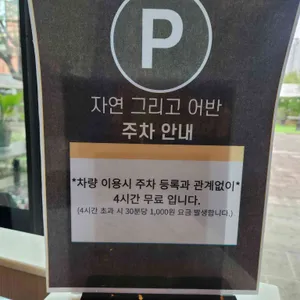 P
자연 그리고 어반
주차 안내
*차량 이용시 주차 등록과 관계없이*
4시간 무료 입니다.
(4시간 초과 시 30분당 1,000원 요금 발생합니다.)